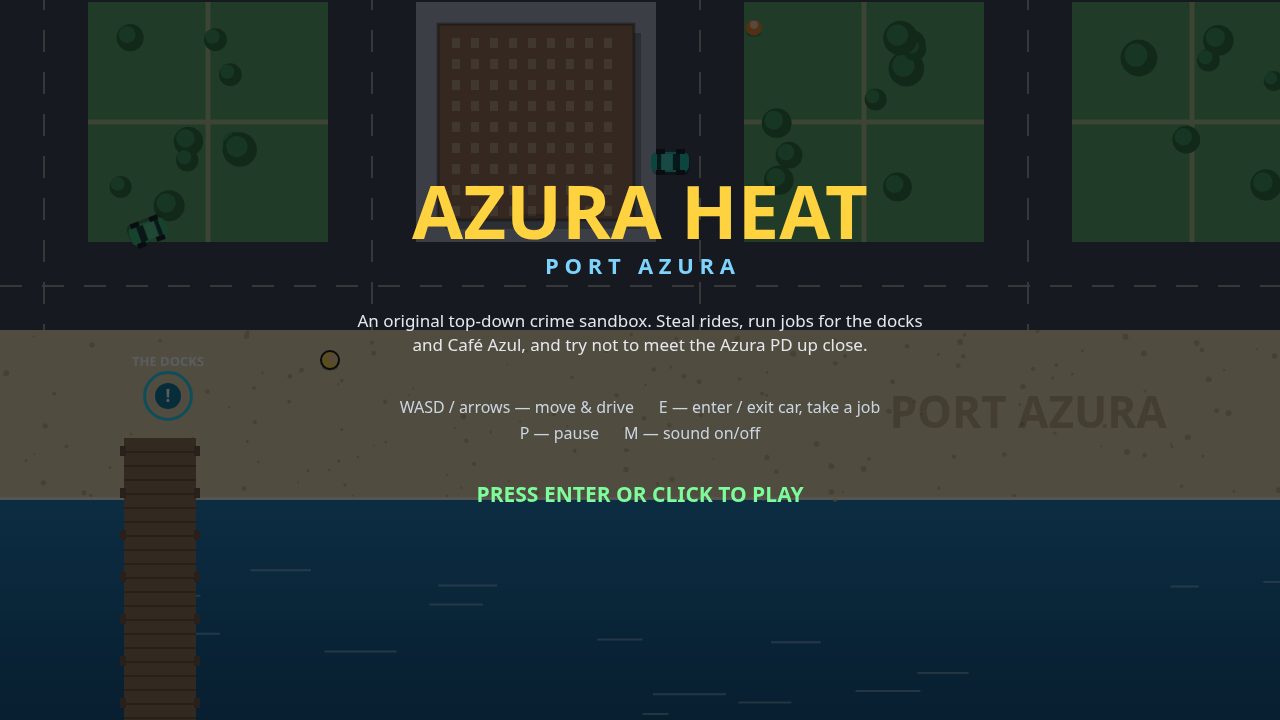 AZURA HEAT
PORT AZURA
An original top-down crime sandbox. Steal rides, run jobs for the docks
and Café Azul, and try not to meet the Azura PD up close.
THE DOCKS
!
WASD / arrows — move & drive E — enter / exit car, take a job
PORT AZURA
P — pause M — sound on/off
PRESS ENTER OR CLICK TO PLAY